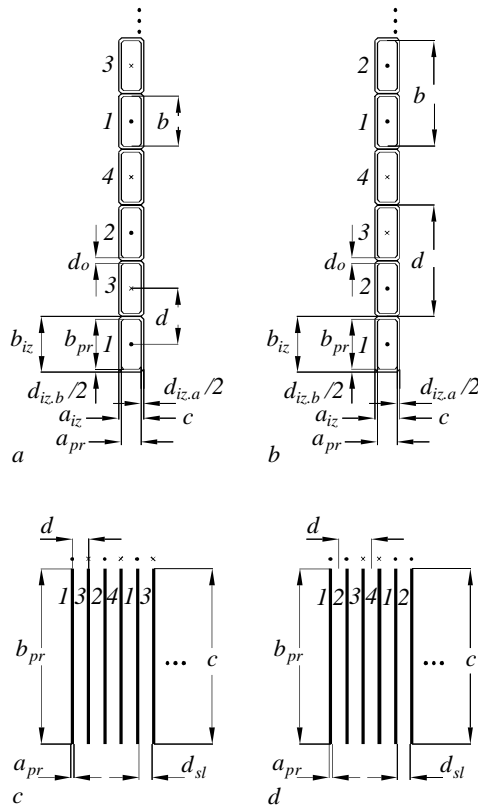 3
1
4
2
3
1
b
d_o
d
b_iz
b_pr
d_iz.b/2
d_iz.a/2
a_iz
c
a_pr
a
2
1
4
3
2
1
b
d_o
d
b_iz
b_pr
d_iz.b/2
d_iz.a/2
a_iz
c
a_pr
b
d
1 3 2 4 1 3
b_pr
c
a_pr
d_sl
c
d
1 2 3 4 1 2
b_pr
c
a_pr
d_sl
d